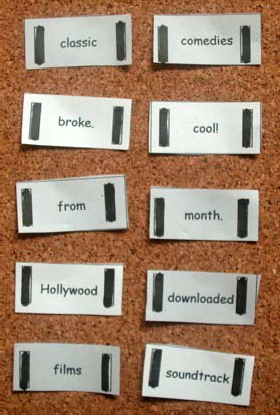 classic
comedies
broke.
cool!
from
month.
Hollywood
downloaded
films
soundtrack